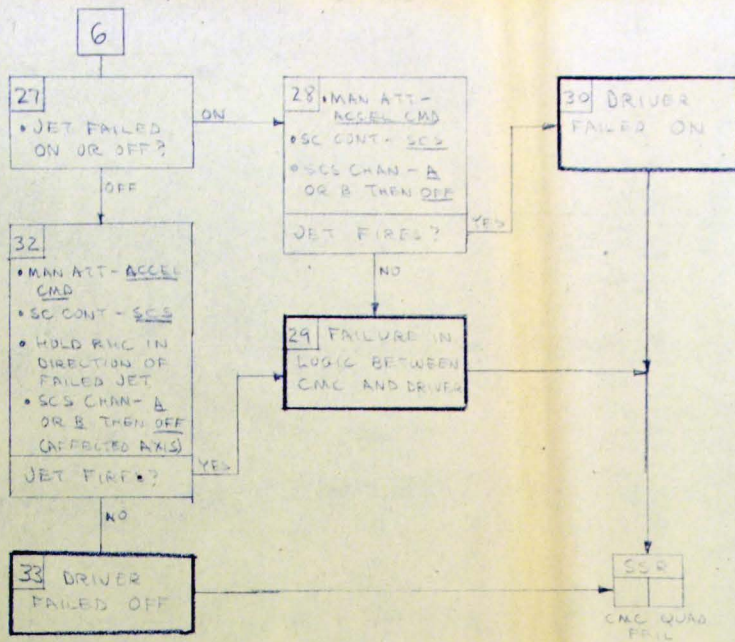 6
27
• JET FAILED
ON OR OFF?
ON
OFF
28 • MAN ATT-
ACCEL CMD
• SC CONT - SCS
• SCS CHAN - A
OR B THEN OFF
JET FIRES?
YES
NO
30 DRIVER
FAILED ON
32
• MAN ATT - ACCEL
CMD
• SC CONT - SCS
• HOLD RHC IN
DIRECTION OF
FAILED JET
• SCS CHAN - A
OR B THEN OFF
(AFFECTED AXIS)
JET FIRES?
YES
NO
29 FAILURE IN
LOGIC BETWEEN
CMC AND DRIVER
33 DRIVER
FAILED OFF
SSR
CMC QUAD
FAIL